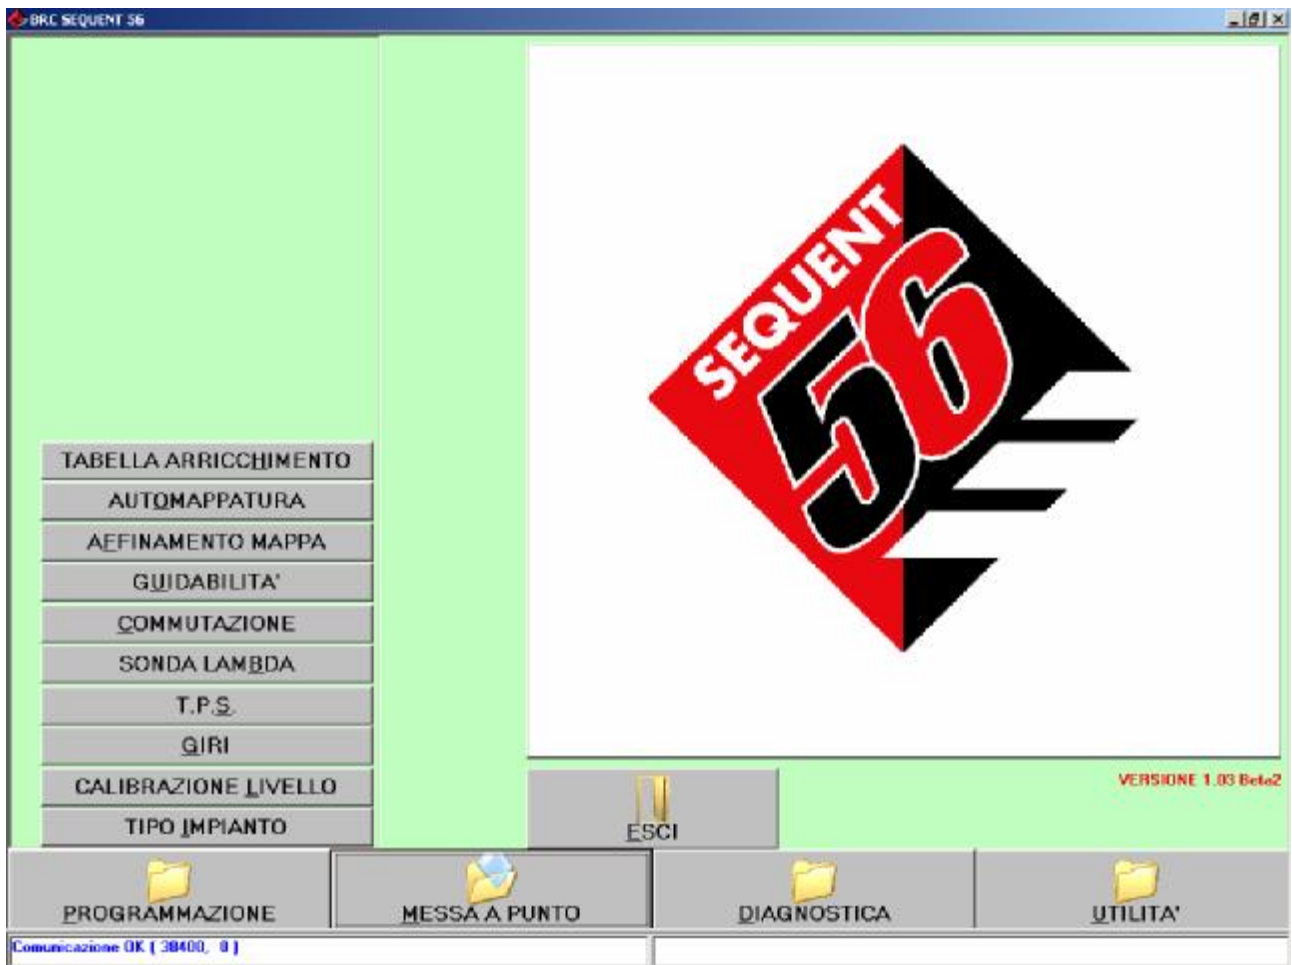 BRC SEQUENT 56
SEQUENT
56
TABELLA ARRICCHIMENTO
AUTOMAPPATURA
AFFINAMENTO MAPPA
GUIDABILITA'
COMMUTAZIONE
SONDA LAMBDA
T.P.S.
GIRI
CALIBRAZIONE LIVELLO
TIPO IMPIANTO
ESCI
VERSIONE 1.03 Beta2
PROGRAMMAZIONE
MESSA A PUNTO
DIAGNOSTICA
UTILITA'
Comunicazione OK ( 38400, 0 )